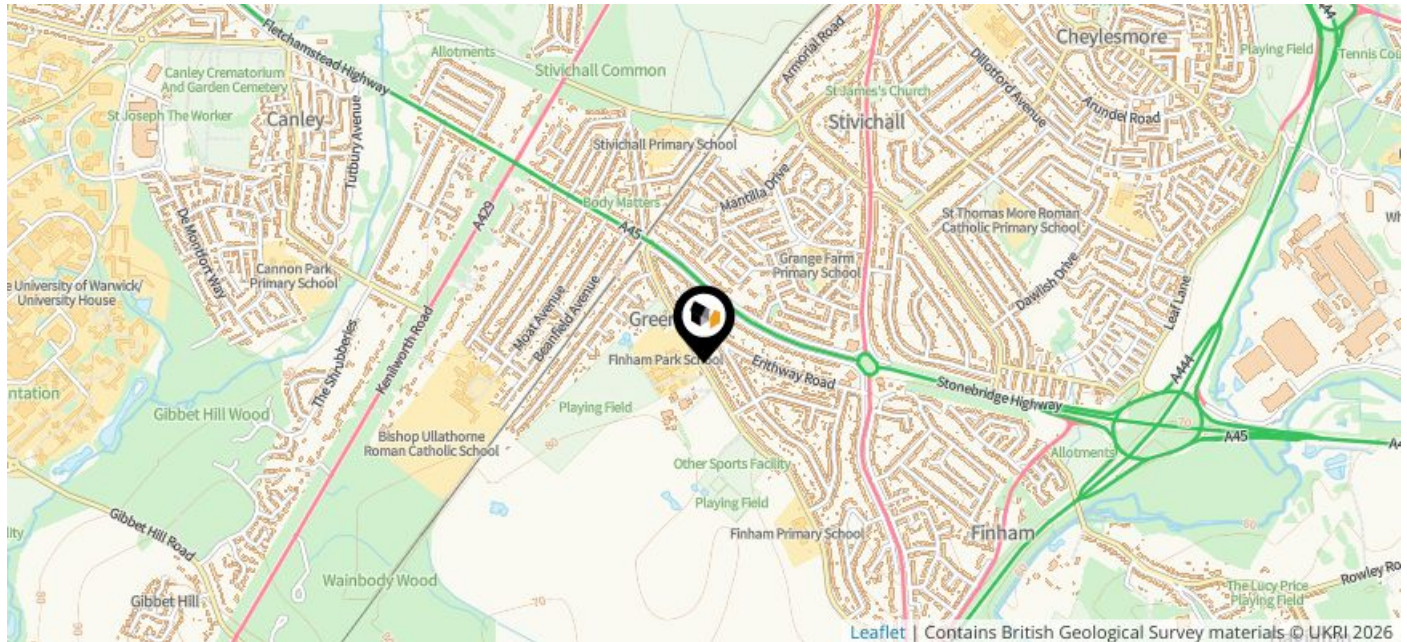 Fletchamstead Highway
Allotments
Canley Crematorium
And Garden Cemetery
St Joseph The Worker
Canley
Tutbury Avenue
Stivichall Common
Armorial Road
St James's Church
Stivichall
Cheylesmore
Dillotford Avenue
Arundel Road
A44
Playing Field
Stivichall Primary School
Body Matters
Mantilla Drive
A45
A429
De Montfort Way
Cannon Park
Primary School
e University of Warwick/
University House
St Thomas More Roman
Catholic Primary School
Grange Farm
Primary School
Dawlish Drive
Leaf Lane
Moat Avenue
Beanfield Avenue
Green
Finham Park School
Erithway Road
Stonebridge Highway
A444
A45
The Shrubberies
Kenilworth Road
ntation
Gibbet Hill Wood
Playing Field
60
Bishop Ullathorne
Roman Catholic School
Other Sports Facility
Playing Field
Allotments
70
Finham Primary School
Finham
60
Gibbet Hill Road
Wainbody Wood
Gibbet Hill
70
80
The Lucy Price
Playing Field
Rowley Ro
Leaflet | Contains British Geological Survey materials © UKRI 2026